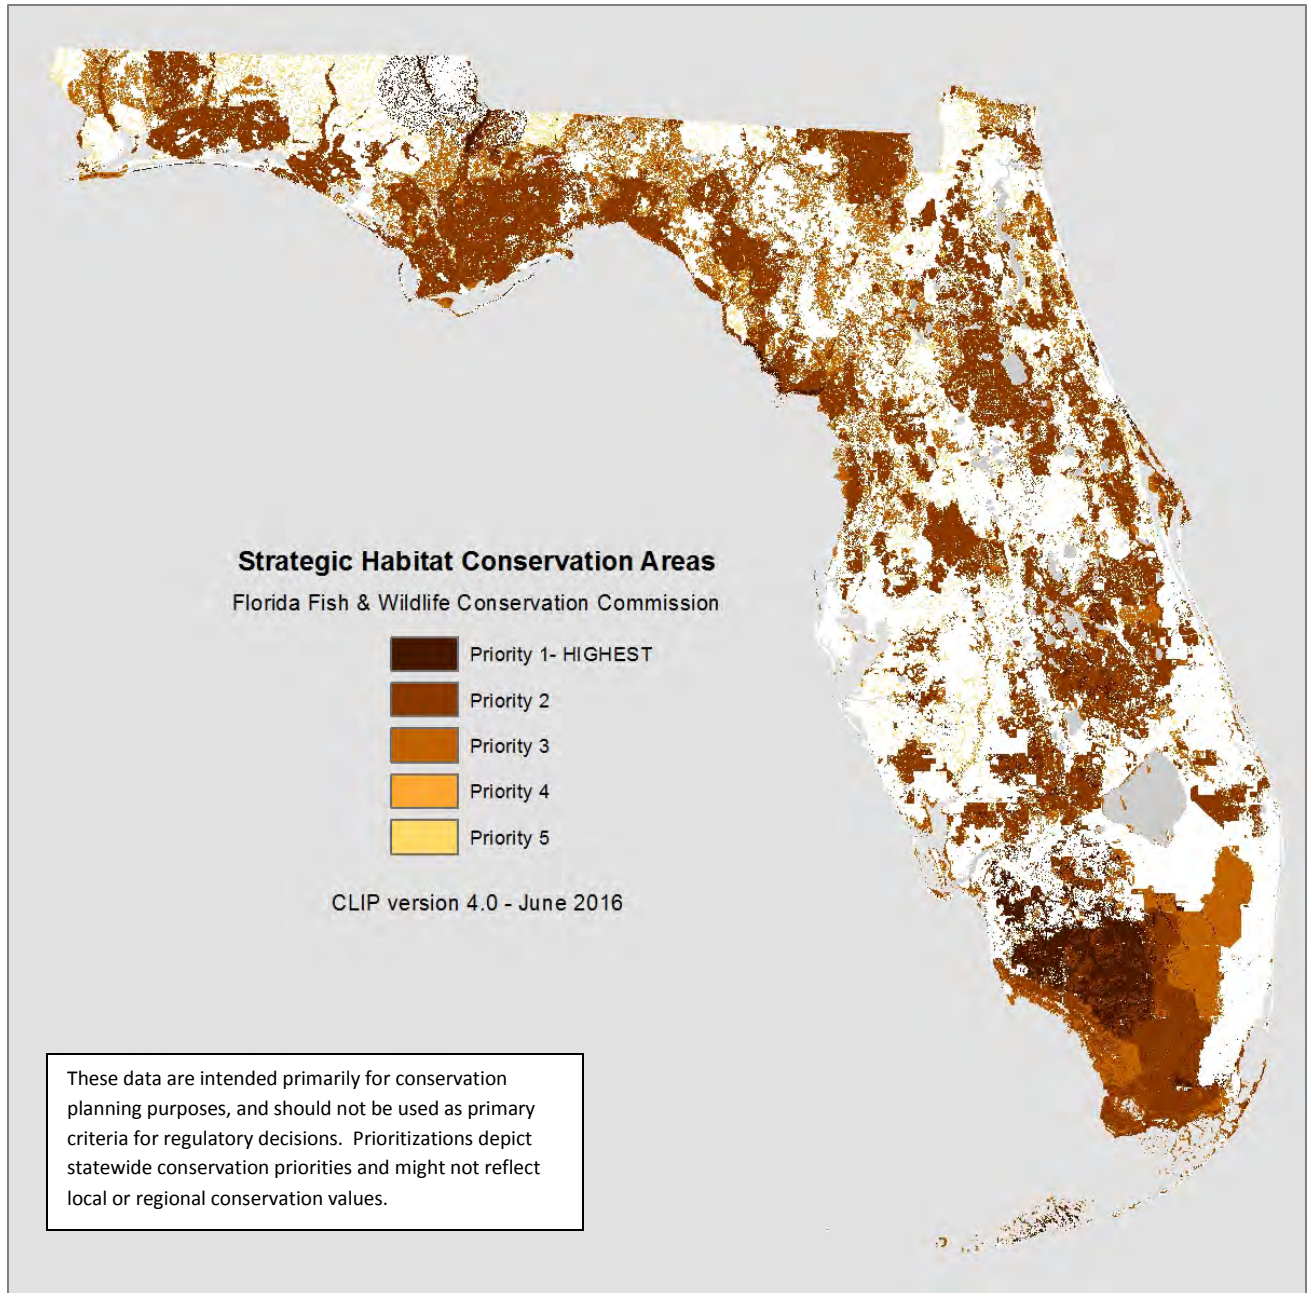 Strategic Habitat Conservation Areas
Florida Fish & Wildlife Conservation Commission
Priority 1- HIGHEST
Priority 2
Priority 3
Priority 4
Priority 5
CLIP version 4.0 - June 2016
These data are intended primarily for conservation
planning purposes, and should not be used as primary
criteria for regulatory decisions.  Prioritizations depict
statewide conservation priorities and might not reflect
local or regional conservation values.